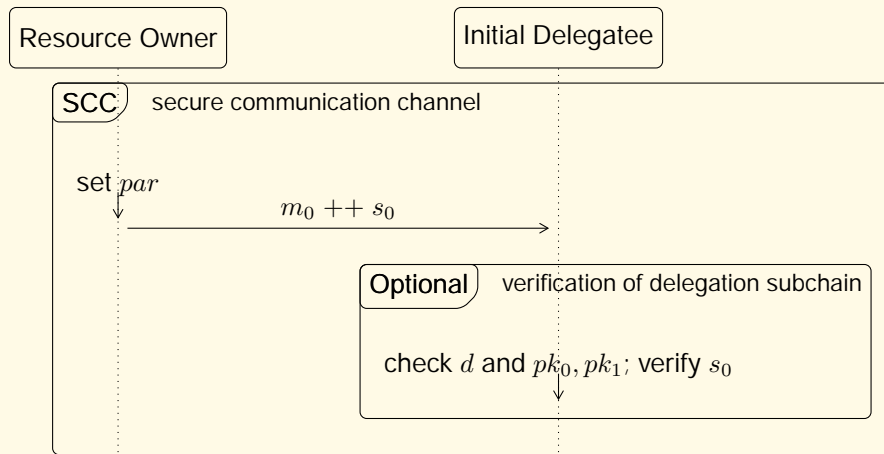 Resource Owner
Initial Delegatee
SCC secure communication channel
set par
m₀ ++ s₀
Optional verification of delegation subchain
check d and pk₀, pk₁; verify s₀